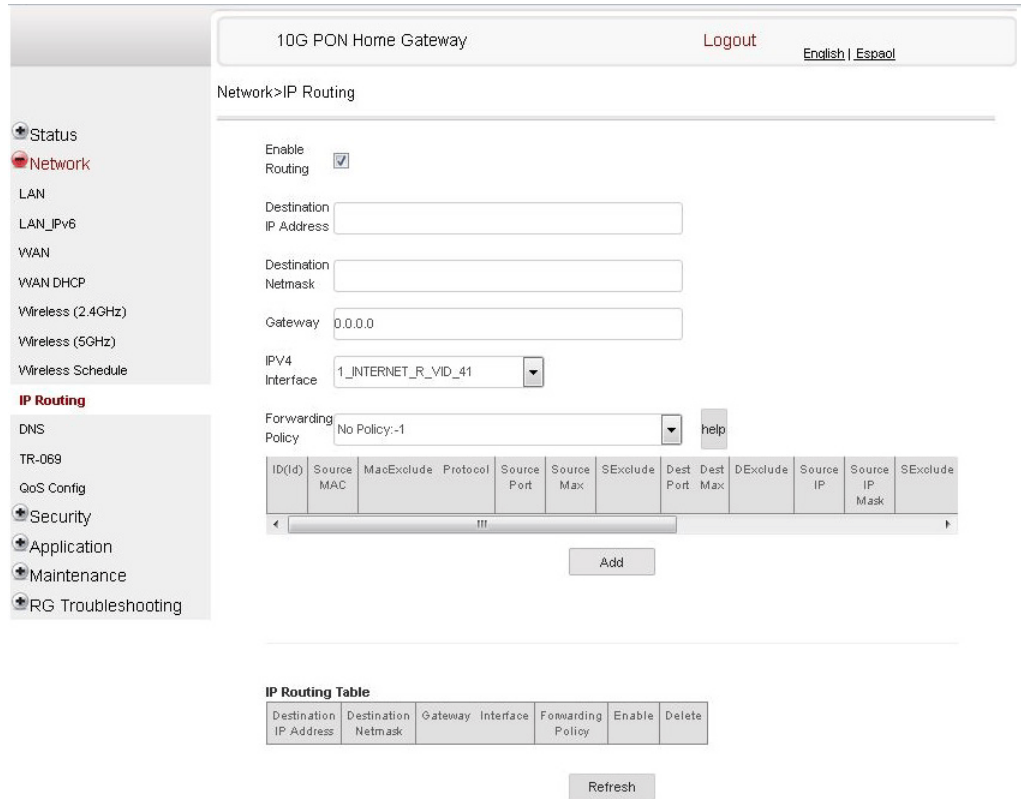 10G PON Home Gateway
Logout
English | Espaol
Network>IP Routing
Status
Network
LAN
LAN_IPv6
WAN
WAN DHCP
Wireless (2.4GHz)
Wireless (5GHz)
Wireless Schedule
IP Routing
DNS
TR-069
QoS Config
Security
Application
Maintenance
RG Troubleshooting
Enable
Routing
Destination
IP Address
Destination
Netmask
Gateway 0.0.0.0
IPV4
Interface
1_INTERNET_R_VID_41
Forwarding
Policy
No Policy:-1
help
ID(Id) Source MacExclude Protocol Source Source SExclude Dest Dest DExclude Source Source SExclude
MAC Port Max Port Max IP IP
Mask
Add
IP Routing Table
Destination Destination Gateway Interface Forwarding Enable Delete
IP Address Netmask Policy
Refresh